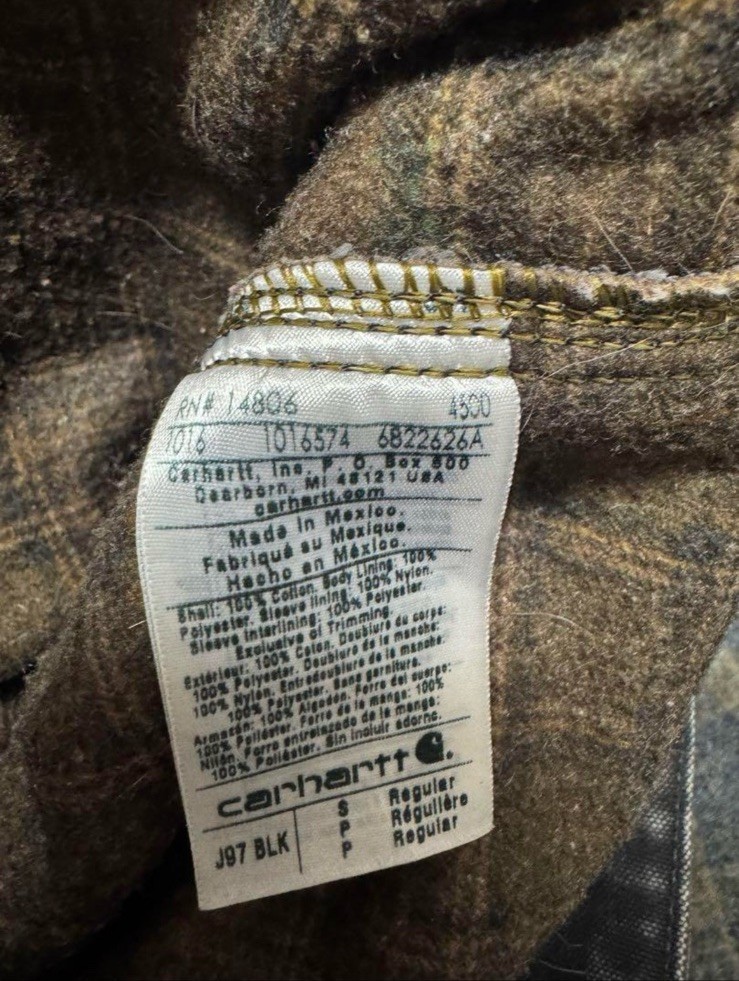 RN# 14806 4500
7016 1016574 6822626A
Carhartt, Inc. P. O. Box 600
Dearborn, MI 48121 USA
carhartt.com
Made in Mexico.
Fabriqué au Mexique.
Hecho en México.
Shell: 100% Cotton. Body Lining: 100%
Polyester. Sleeve lining: 100% Nylon.
Sleeve Interlining: 100% Polyester.
Exclusive of Trimming.
Extérieur: 100% Coton. Doublure du corps:
100% Polyester. Doublure de la manche:
100% Nylon. Entredoublure de la manche:
100% Polyester. Sans garniture.
Armazón: 100% Algodón. Forro del cuerpo:
100% Poliéster. Forro de la manga: 100%
Nilón. Forro entrelazado de la manga:
100% Poliéster. Sin incluir adorno.
carhartt
J97 BLK
S Regular
P Régulière
P Regular